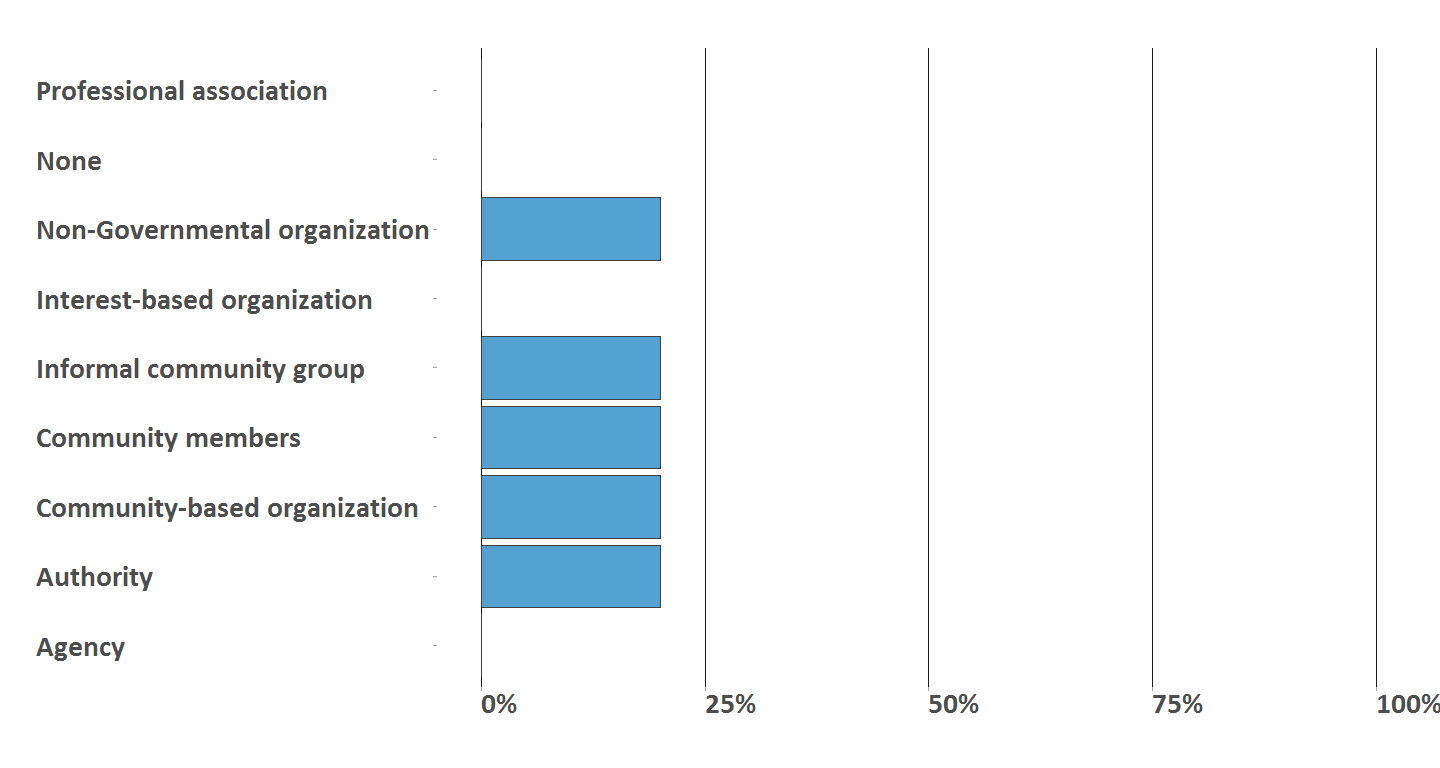 Professional association
None
Non-Governmental organization
Interest-based organization
Informal community group
Community members
Community-based organization
Authority
Agency
0% 25% 50% 75% 100%